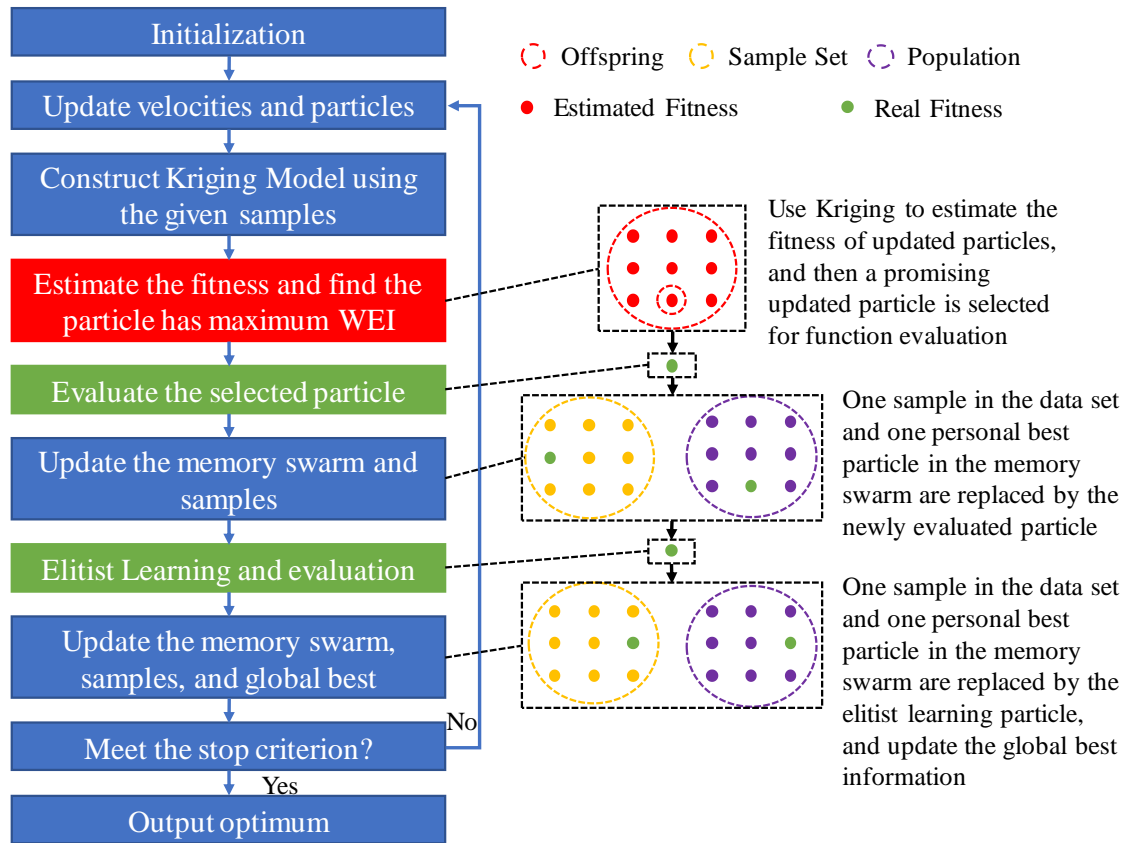 Initialization
Update velocities and particles
Construct Kriging Model using
the given samples
Estimate the fitness and find the
particle has maximum WEI
Evaluate the selected particle
Update the memory swarm and
samples
Elitist Learning and evaluation
Update the memory swarm,
samples, and global best
No
Meet the stop criterion?
Yes
Output optimum
Offspring
Sample Set
Population
Estimated Fitness
Real Fitness
Use Kriging to estimate the
fitness of updated particles,
and then a promising
updated particle is selected
for function evaluation
One sample in the data set
and one personal best
particle in the memory
swarm are replaced by the
newly evaluated particle
One sample in the data set
and one personal best
particle in the memory
swarm are replaced by the
elitist learning particle,
and update the global best
information